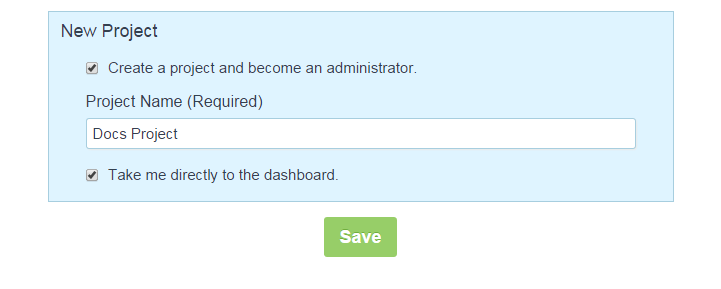 New Project
Create a project and become an administrator.
Project Name (Required)
Docs Project
Take me directly to the dashboard.
Save